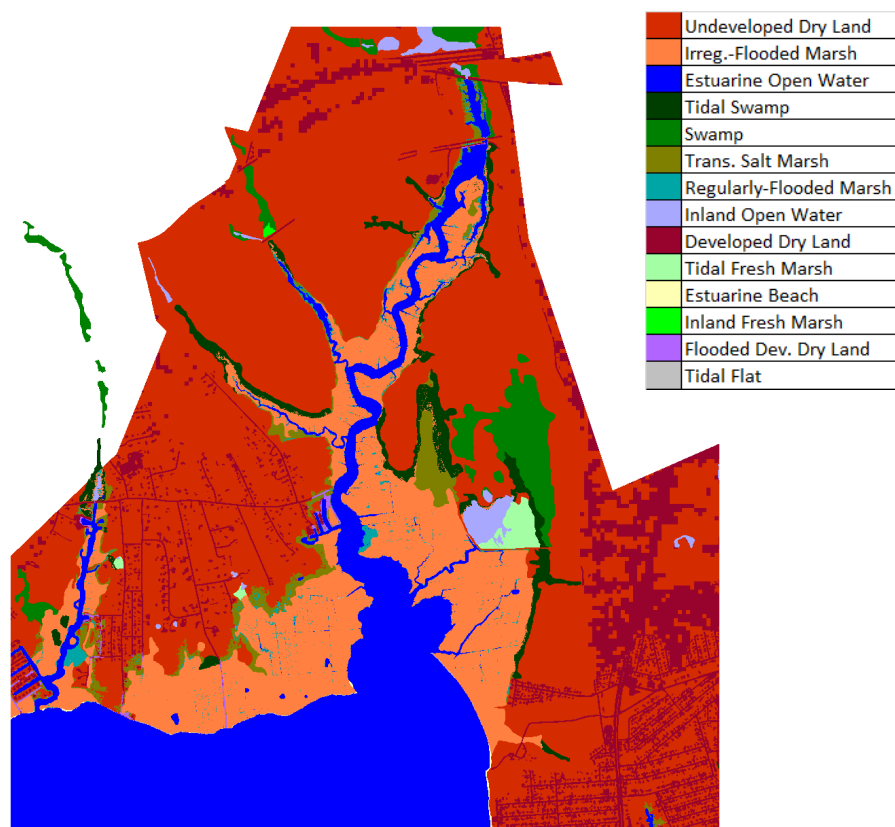 Undeveloped Dry Land
Irreg.-Flooded Marsh
Estuarine Open Water
Tidal Swamp
Swamp
Trans. Salt Marsh
Regularly-Flooded Marsh
Inland Open Water
Developed Dry Land
Tidal Fresh Marsh
Estuarine Beach
Inland Fresh Marsh
Flooded Dev. Dry Land
Tidal Flat